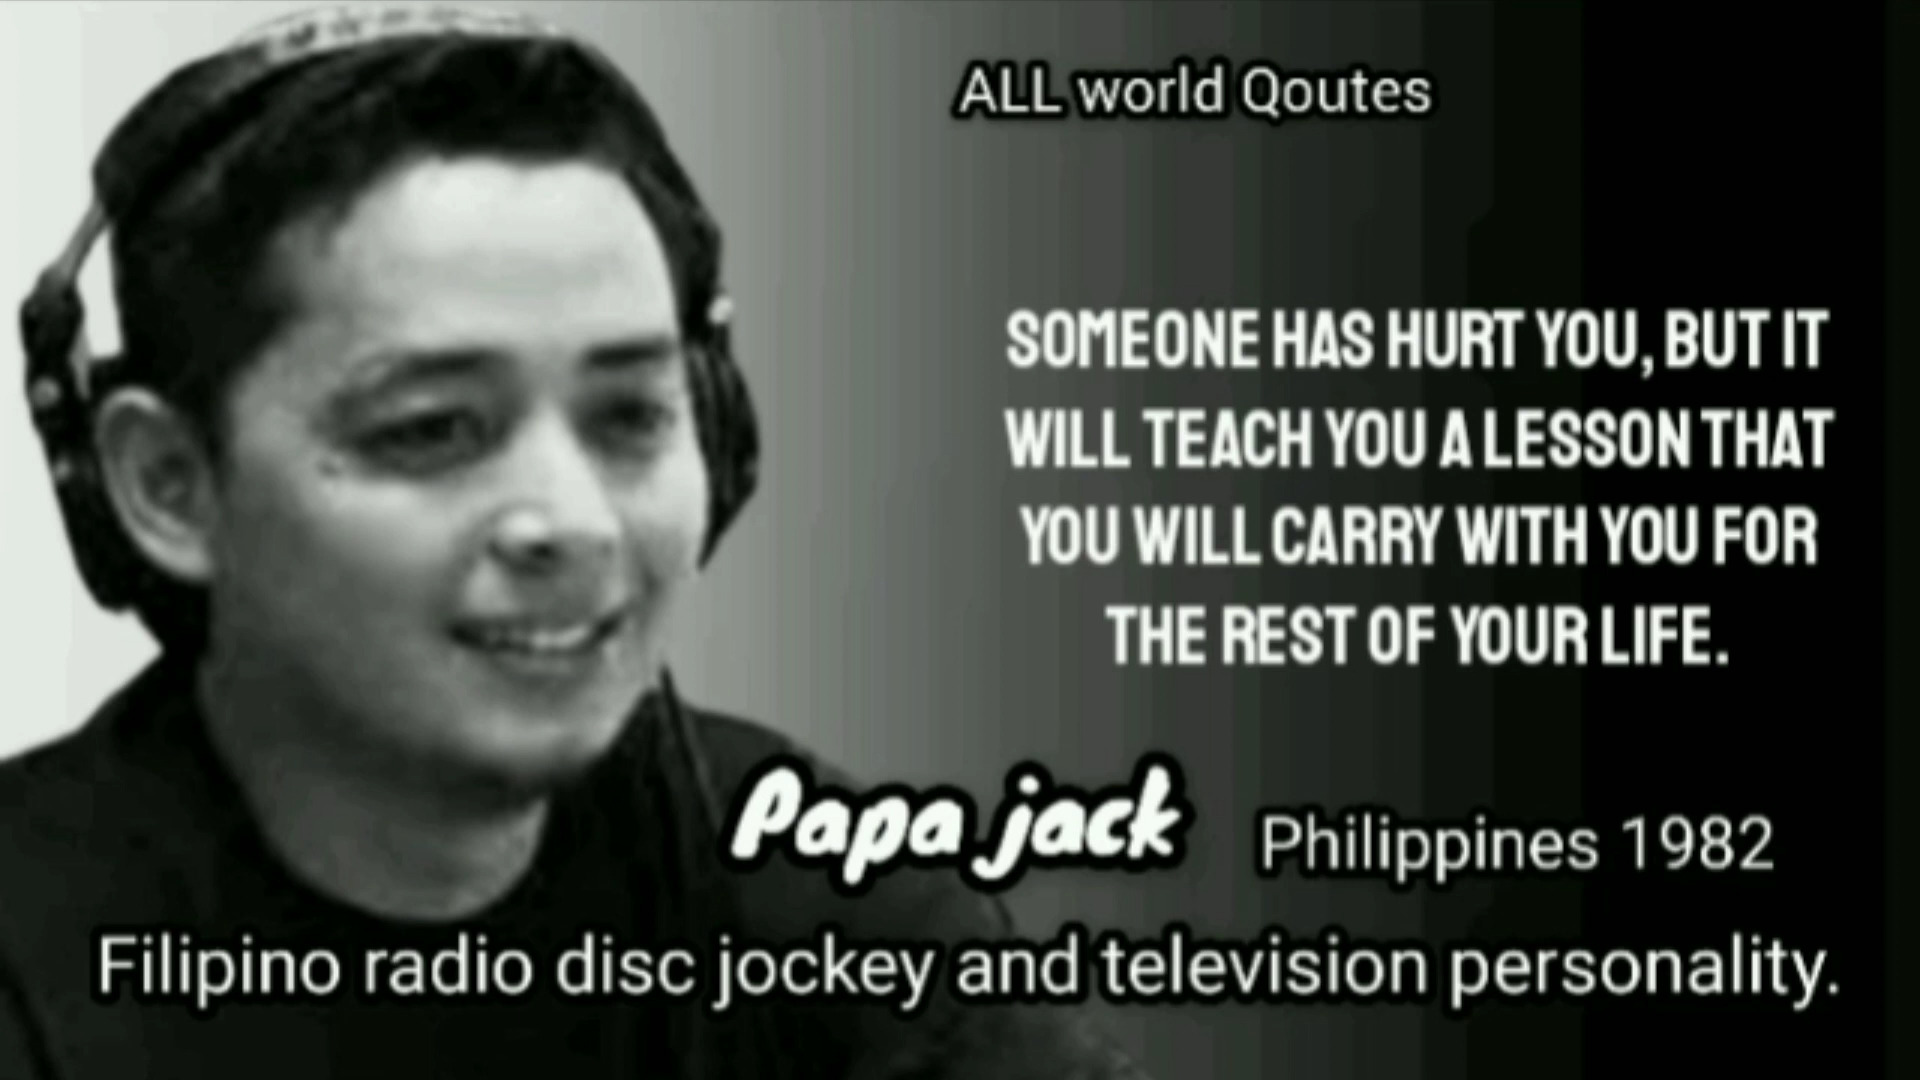 ALL world Qoutes
SOMEONE HAS HURT YOU, BUT IT
WILL TEACH YOU A LESSON THAT
YOU WILL CARRY WITH YOU FOR
THE REST OF YOUR LIFE.
Papa jack
Philippines 1982
Filipino radio disc jockey and television personality.